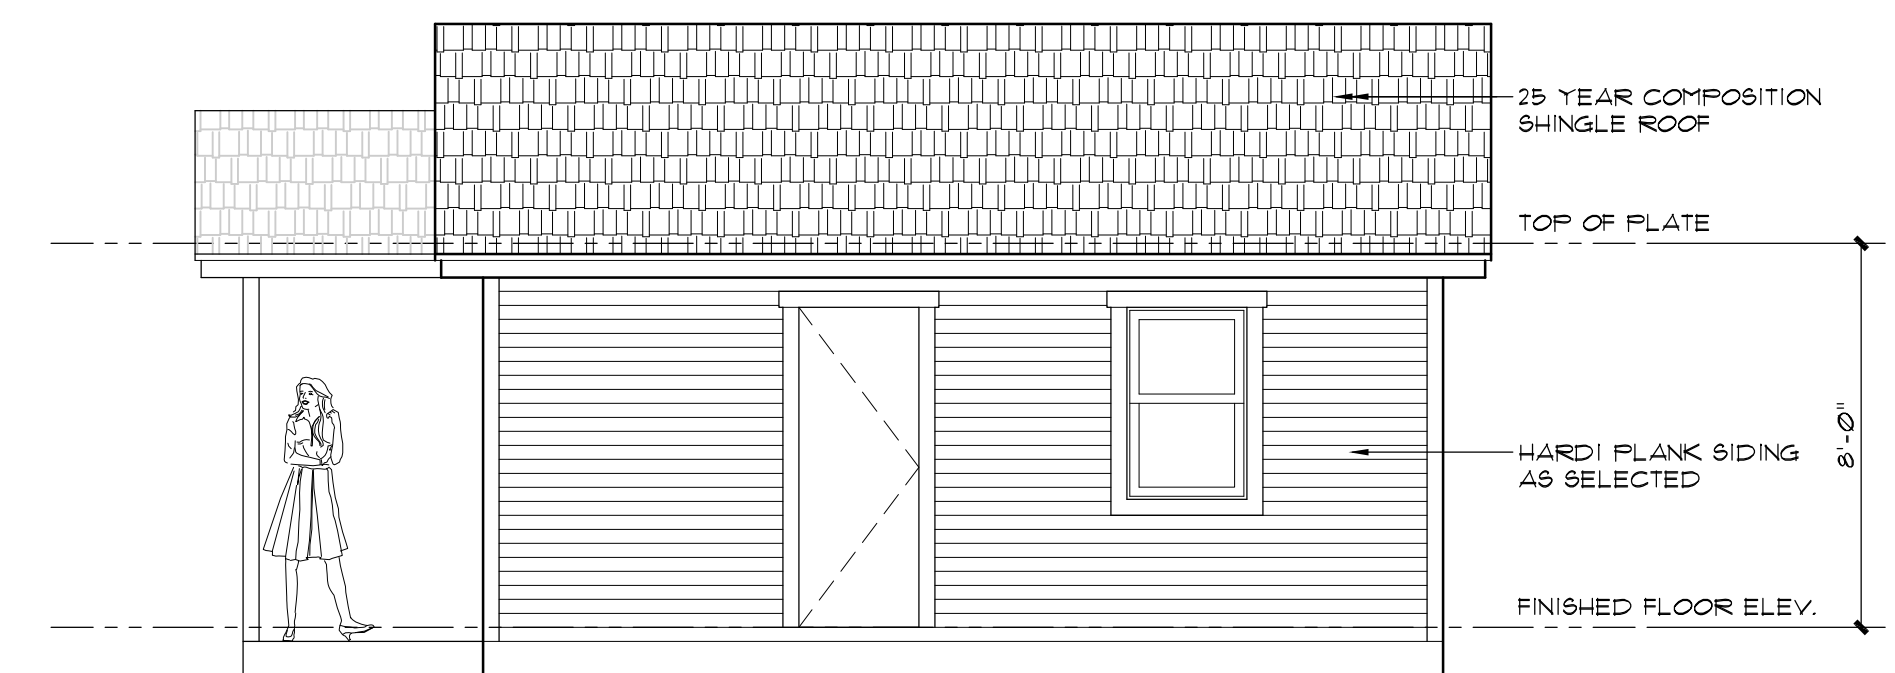 25 YEAR COMPOSITION
SHINGLE ROOF
TOP OF PLATE
8'-0"
HARDI PLANK SIDING
AS SELECTED
FINISHED FLOOR ELEV.